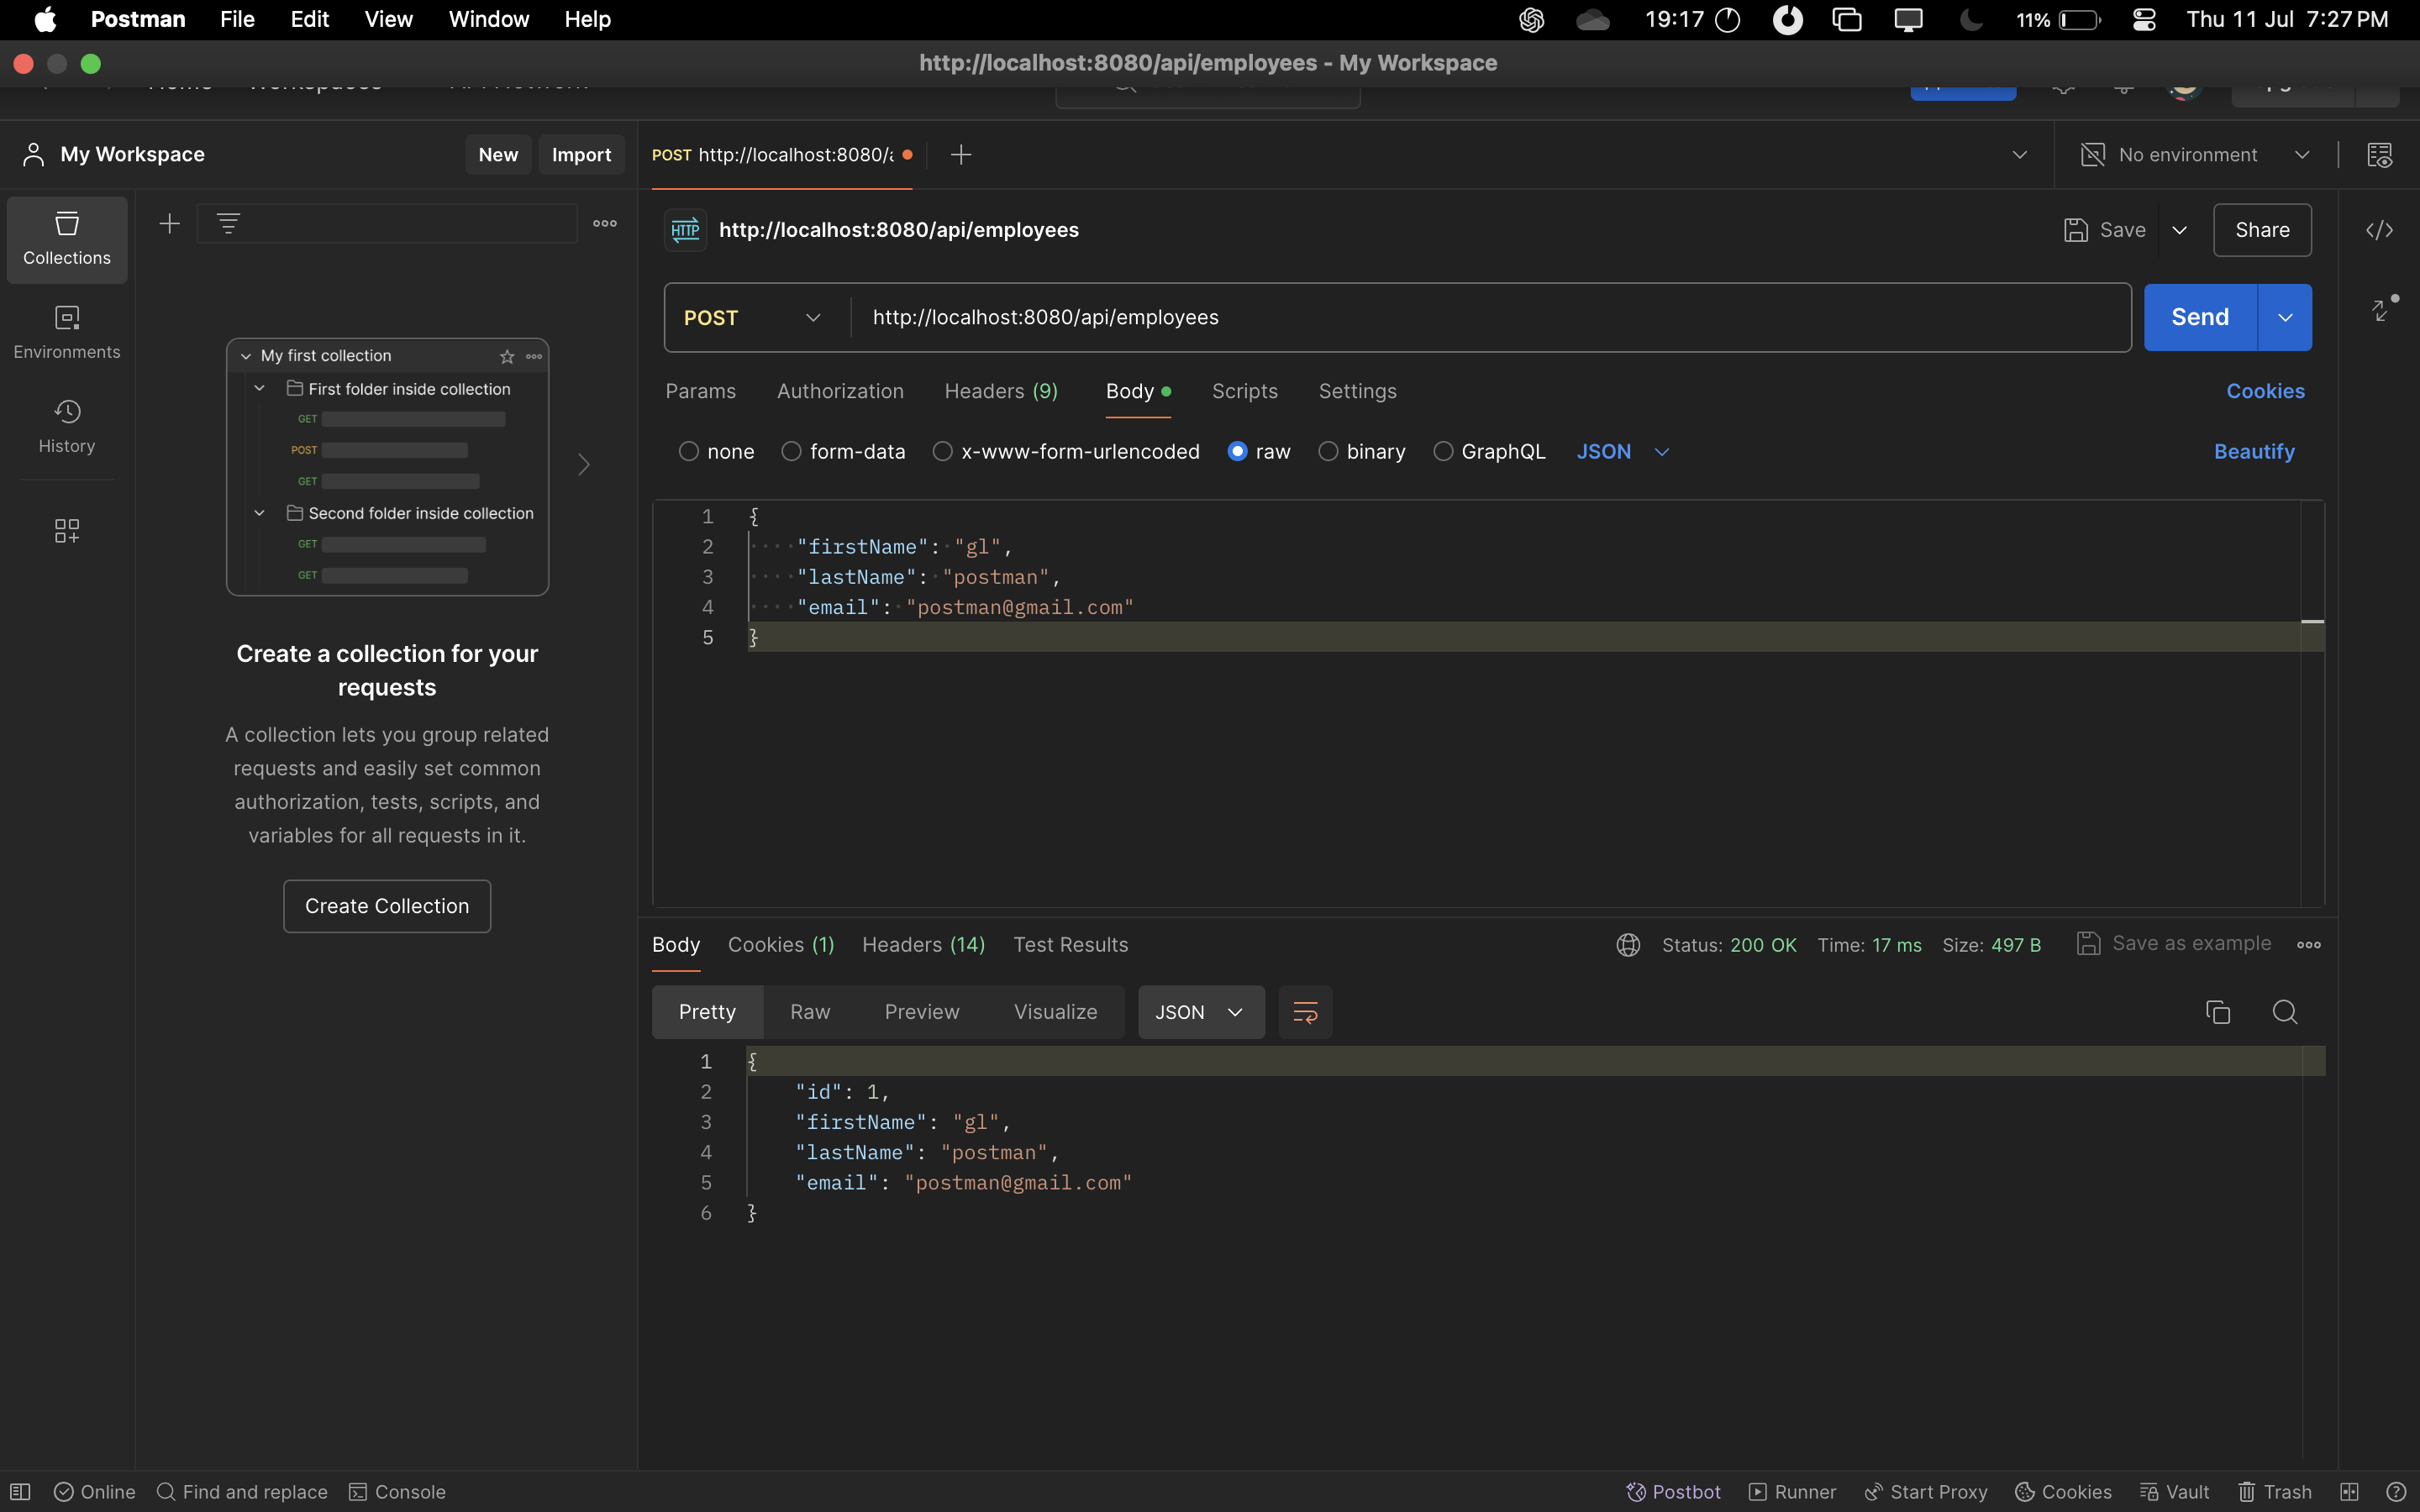 Postman File Edit View Window Help 19:17 11% Thu 11 Jul 7:27 PM
http://localhost:8080/api/employees - My Workspace
My Workspace New Import POST http://localhost:8080/ No environment
Collections
Environments
History
My first collection
First folder inside collection
GET
POST
GET
Second folder inside collection
GET
GET
Create a collection for your
requests
A collection lets you group related
requests and easily set common
authorization, tests, scripts, and
variables for all requests in it.
Create Collection
HTTP http://localhost:8080/api/employees Save Share
POST http://localhost:8080/api/employees Send
Params Authorization Headers (9) Body Scripts Settings Cookies
none form-data x-www-form-urlencoded raw binary GraphQL JSON Beautify
1 {
2 "firstName": "gl",
3 "lastName": "postman",
4 "email": "postman@gmail.com"
5 }
Body Cookies (1) Headers (14) Test Results Status: 200 OK Time: 17 ms Size: 497 B Save as example
Pretty Raw Preview Visualize JSON
1 {
2 "id": 1,
3 "firstName": "gl",
4 "lastName": "postman",
5 "email": "postman@gmail.com"
6 }
Online Find and replace Console Postbot Runner Start Proxy Cookies Vault Trash